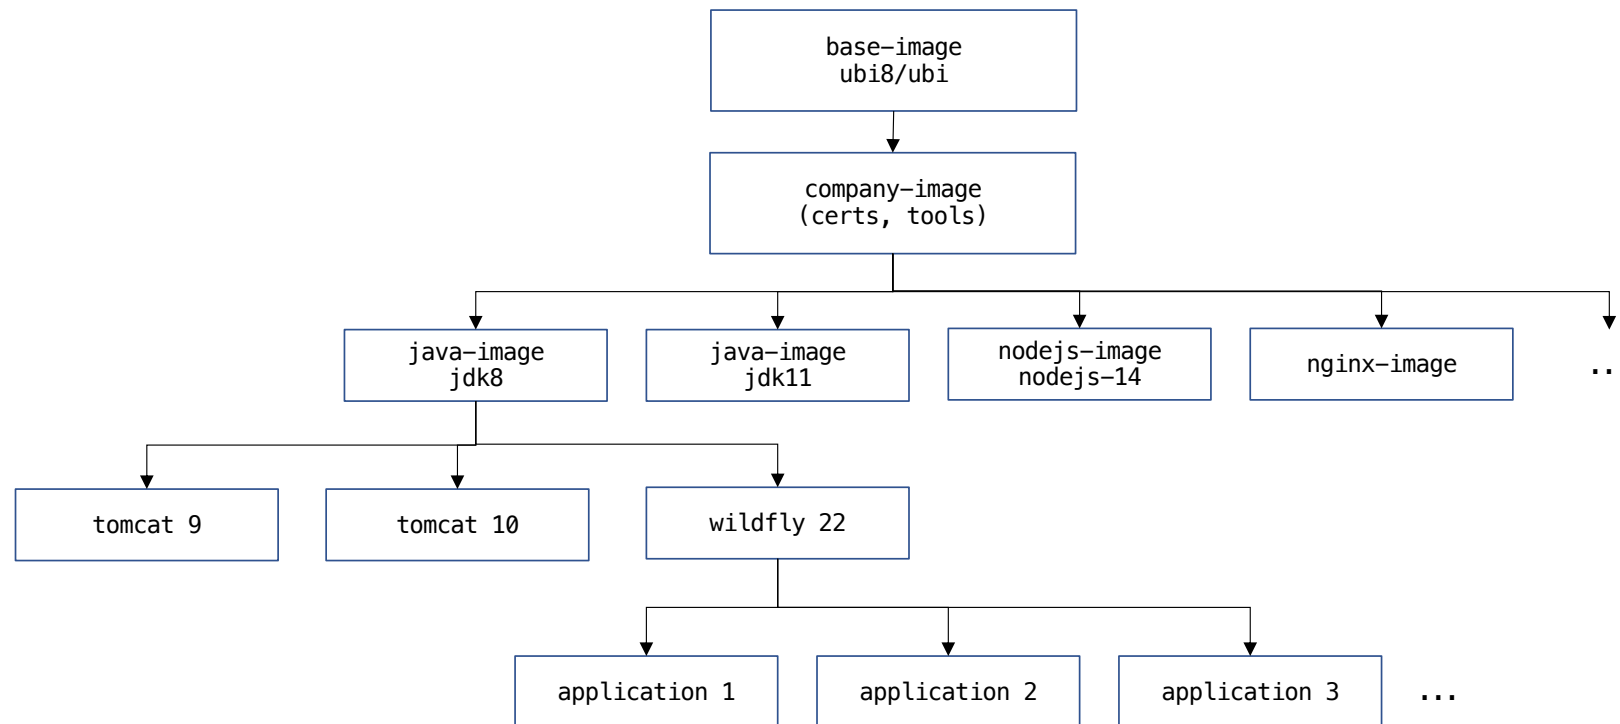 base-image
ubi8/ubi
company-image
(certs, tools)
java-image
jdk8
java-image
jdk11
nodejs-image
nodejs-14
nginx-image
..
tomcat 9
tomcat 10
wildfly 22
application 1
application 2
application 3
...